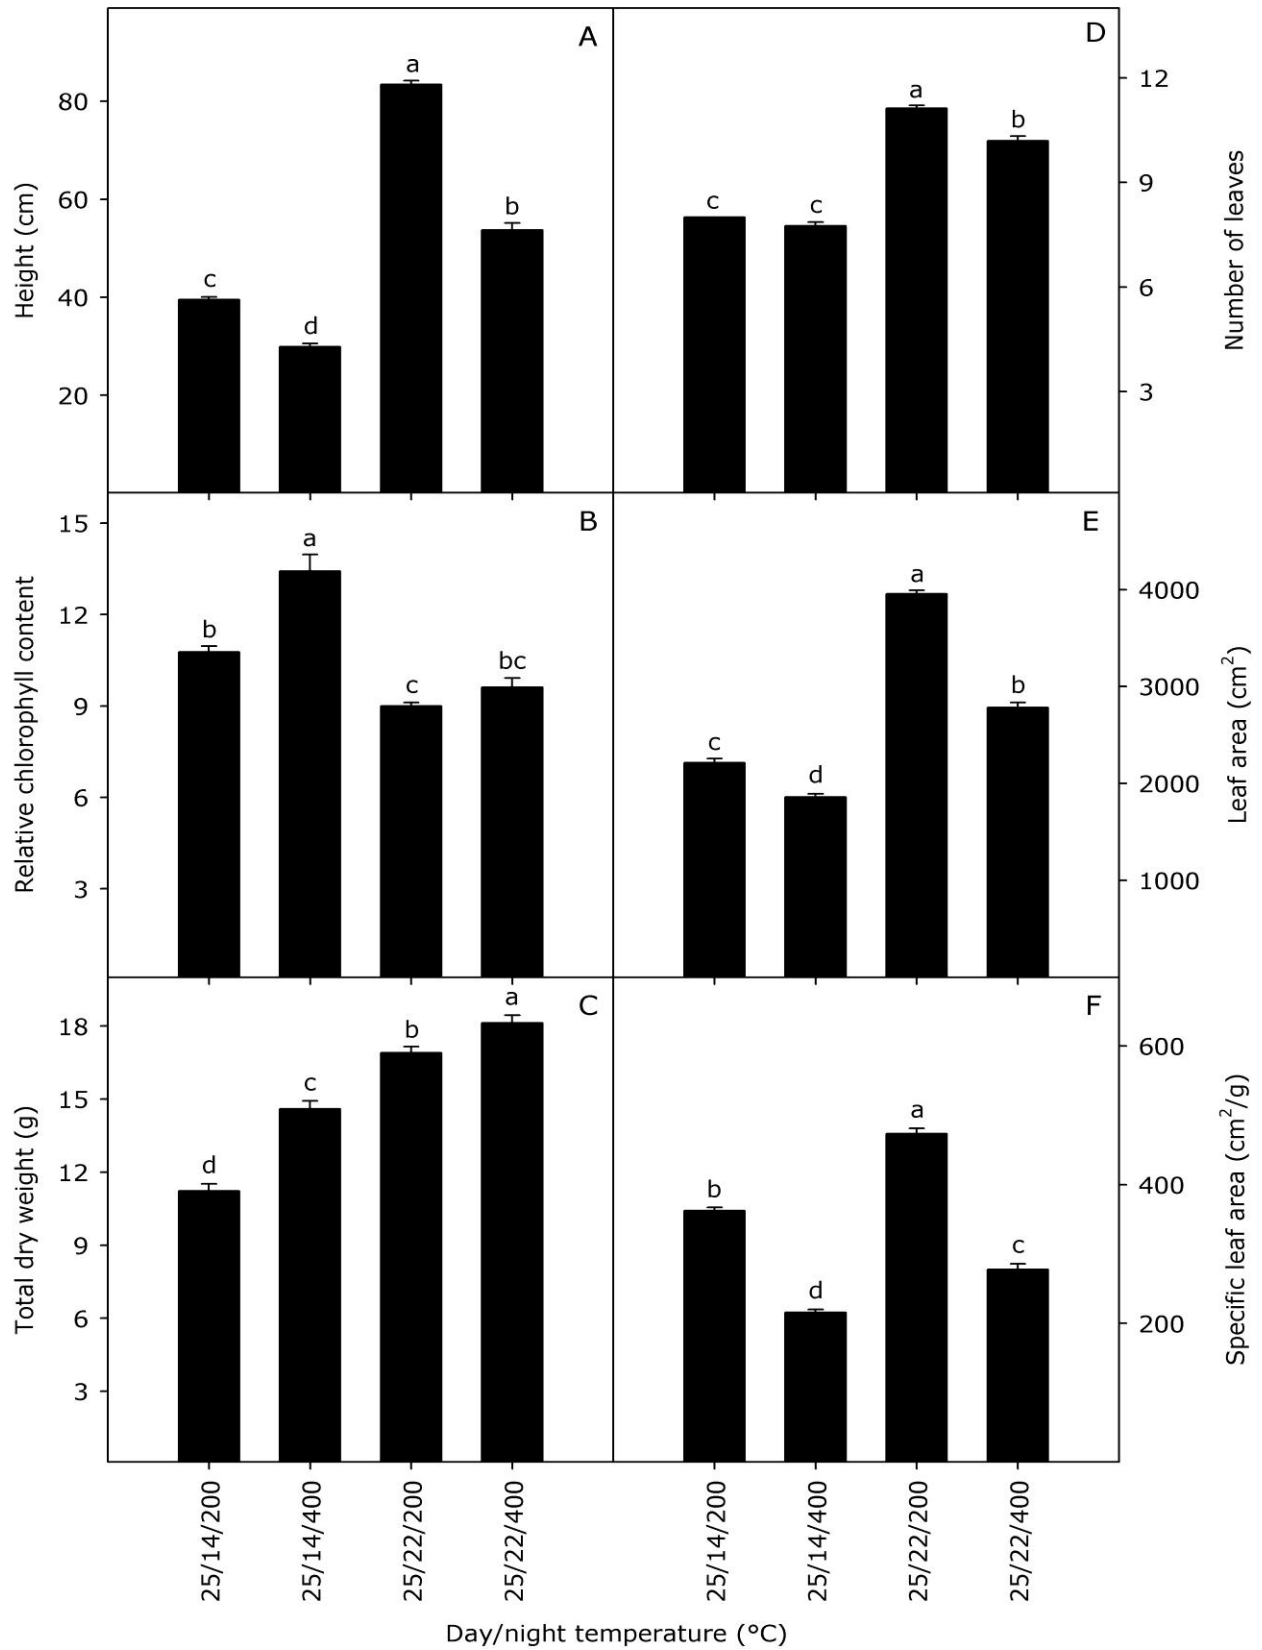 A
Height (cm)
80
60
40
20
c
d
a
b
D
Number of leaves
12
9
6
3
c
c
a
b
B
Relative chlorophyll content
15
12
9
6
3
b
a
c
bc
E
Leaf area (cm²)
4000
3000
2000
1000
c
d
a
b
C
Total dry weight (g)
18
15
12
9
6
3
d
c
b
a
F
Specific leaf area (cm²/g)
600
400
200
b
d
a
c
25/14/200
25/14/400
25/22/200
25/22/400
25/14/200
25/14/400
25/22/200
25/22/400
Day/night temperature (°C)